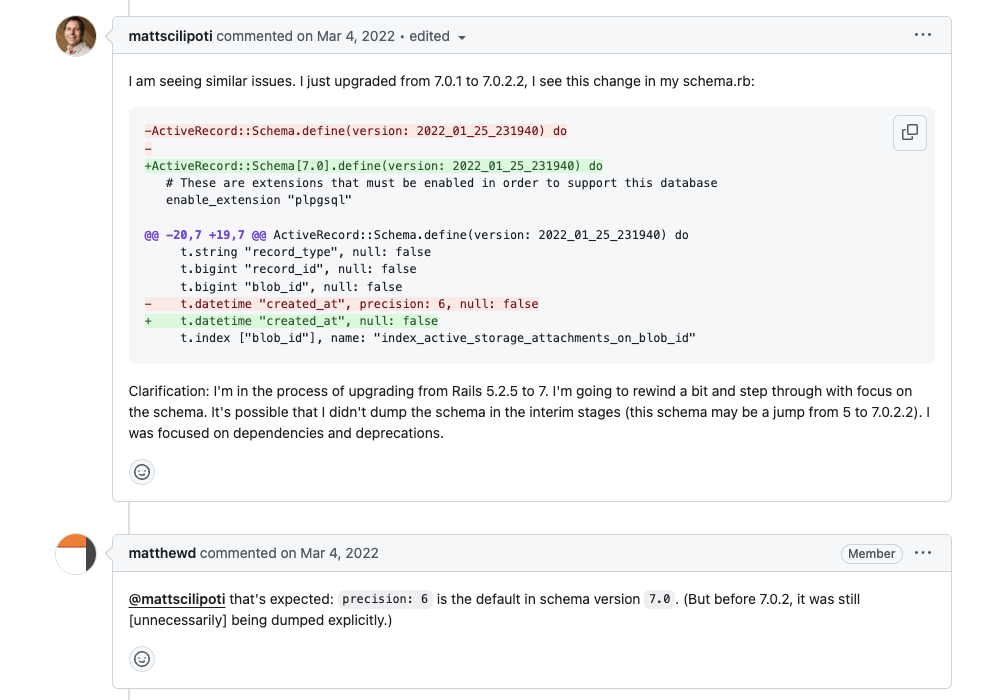 mattscilipoti commented on Mar 4, 2022 • edited
I am seeing similar issues. I just upgraded from 7.0.1 to 7.0.2.2, I see this change in my schema.rb:
-ActiveRecord::Schema.define(version: 2022_01_25_231940) do
-
+ActiveRecord::Schema[7.0].define(version: 2022_01_25_231940) do
   # These are extensions that must be enabled in order to support this database
   enable_extension "plpgsql"
@@ -20,7 +19,7 @@ ActiveRecord::Schema.define(version: 2022_01_25_231940) do
     t.string "record_type", null: false
     t.bigint "record_id", null: false
     t.bigint "blob_id", null: false
-    t.datetime "created_at", precision: 6, null: false
+    t.datetime "created_at", null: false
     t.index ["blob_id"], name: "index_active_storage_attachments_on_blob_id"
Clarification: I'm in the process of upgrading from Rails 5.2.5 to 7. I'm going to rewind a bit and step through with focus on
the schema. It's possible that I didn't dump the schema in the interim stages (this schema may be a jump from 5 to 7.0.2.2). I
was focused on dependencies and deprecations.
matthewd commented on Mar 4, 2022 Member
@mattscilipoti that's expected: precision: 6 is the default in schema version 7.0. (But before 7.0.2, it was still
[unnecessarily] being dumped explicitly.)